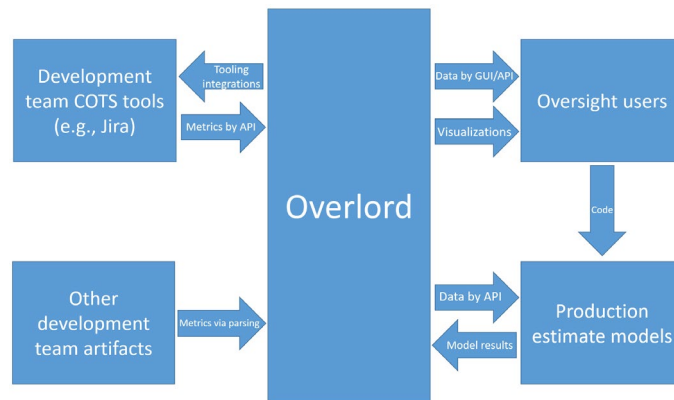 Development
team COTS tools
(e.g., Jira)
Tooling
integrations
Metrics by API
Overlord
Data by GUI/API
Visualizations
Oversight users
Code
Other
development
team artifacts
Metrics via parsing
Data by API
Model results
Production
estimate models